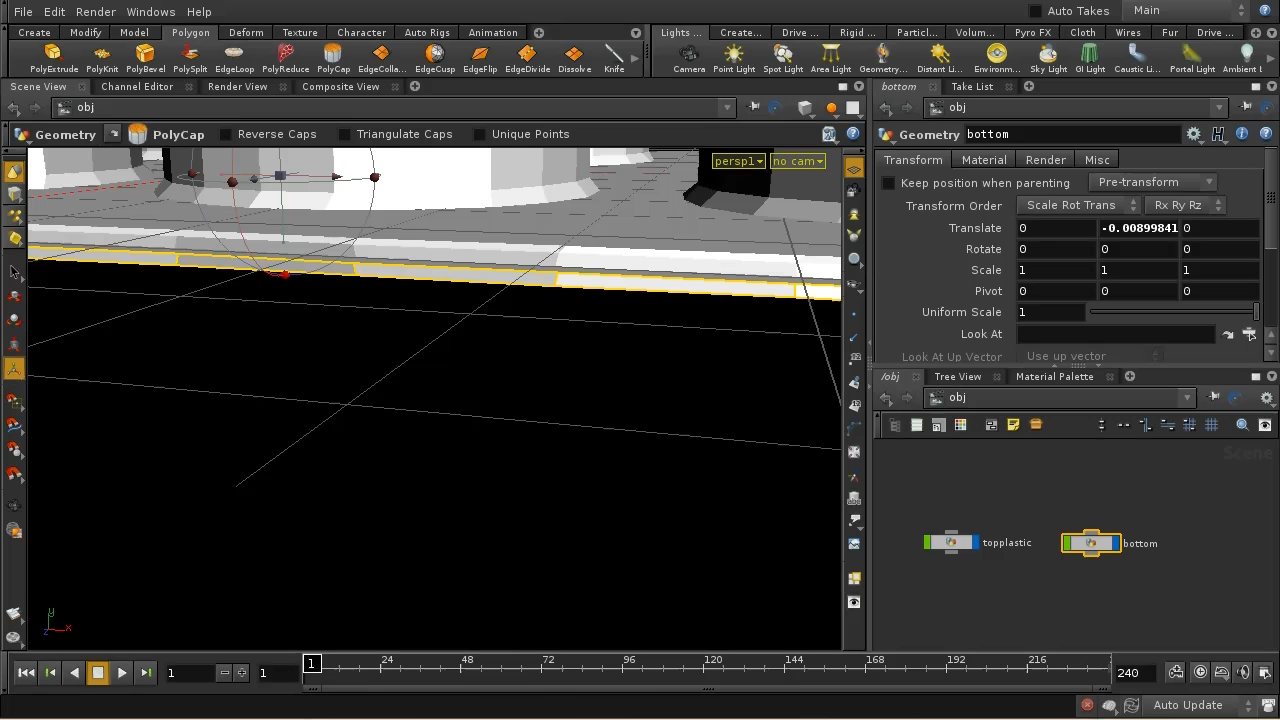 File Edit Render Windows Help Auto Takes Main
Create Modify Model Polygon Deform Texture Character Auto Rigs Animation Lights ... Create... Drive ... Rigid ... Particl... Volum... Pyro FX Cloth Wires Fur Drive ...
PolyExtrude PolyKnit PolyBevel PolySplit EdgeLoop PolyReduce PolyCap EdgeColla... EdgeCusp EdgeFlip EdgeDivide Dissolve Knife Camera Point Light Spot Light Area Light Geometry... Distant Li... Environm... Sky Light GI Light Caustic Li... Portal Light Ambient L
Scene View Channel Editor Render View Composite View bottom Take List
obj obj
Geometry PolyCap Reverse Caps Triangulate Caps Unique Points Geometry bottom
persp1 no cam
Transform Material Render Misc
Keep position when parenting Pre-transform
Transform Order Scale Rot Trans Rx Ry Rz
Translate 0 -0.00899841 0
Rotate 0 0 0
Scale 1 1 1
Pivot 0 0 0
Uniform Scale 1
Look At
Look At Up Vector Use up vector
/obj Tree View Material Palette
obj
Scene
topplastic bottom
y
z x
1 1 1 24 48 72 96 120 144 168 192 216 240
Auto Update